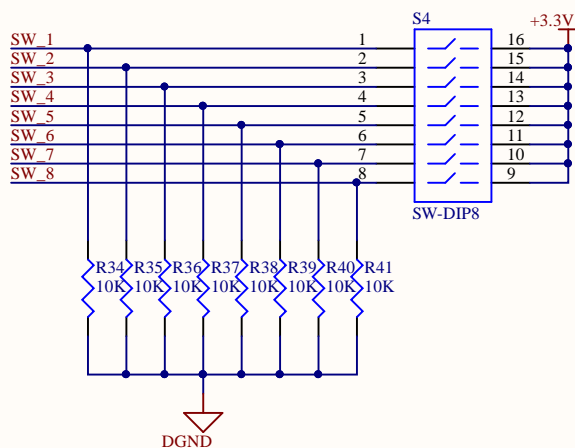 S4
+3.3V
SW_1 1 16
SW_2 2 15
SW_3 3 14
SW_4 4 13
SW_5 5 12
SW_6 6 11
SW_7 7 10
SW_8 8 9
SW-DIP8
R34 R35 R36 R37 R38 R39 R40 R41
10K 10K 10K 10K 10K 10K 10K 10K
DGND